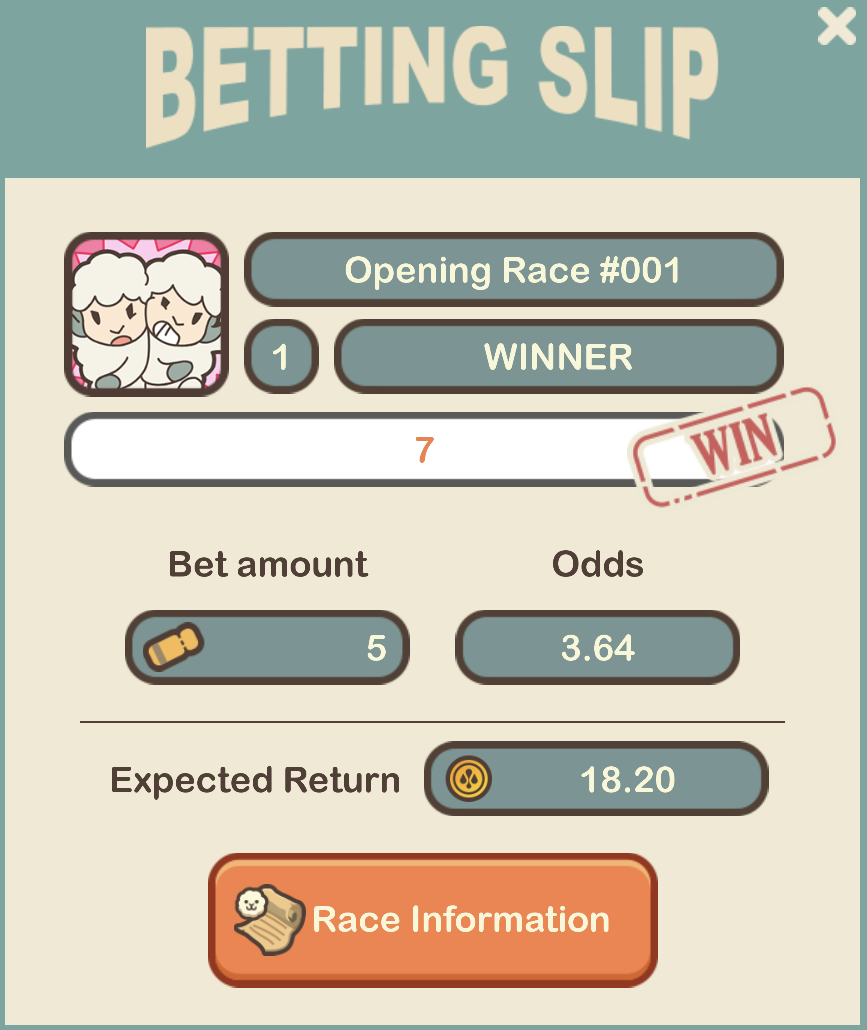 BETTING SLIP
Opening Race #001
1 WINNER
7
WIN
Bet amount Odds
5 3.64
Expected Return 18.20
Race Information